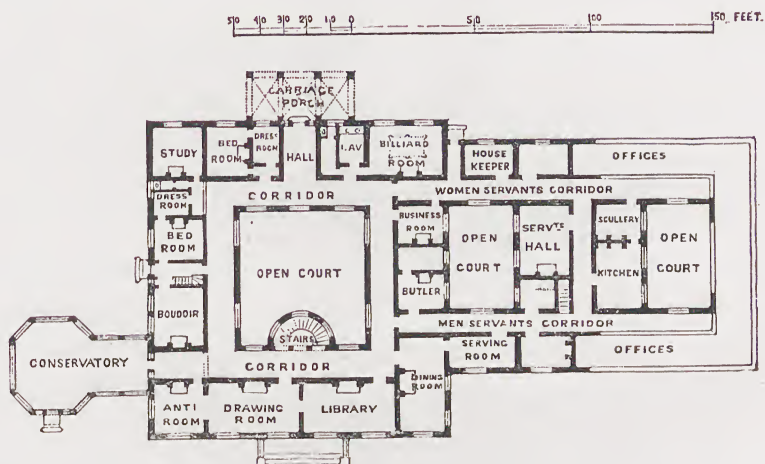 50 40 30 20 10 0 50 100 150 FEET.
CARRIAGE
PORCH
STUDY
BED
ROOM
DRESS
ROOM
HALL
LAV
BILLIARD
ROOM
HOUSE
KEEPER
OFFICES
CORRIDOR
WOMEN SERVANTS CORRIDOR
DRESS
ROOM
BED
ROOM
OPEN COURT
BUSINESS
ROOM
OPEN
COURT
SERVTS
HALL
SCULLERY
KITCHEN
OPEN
COURT
BUTLER
BOUDOIR
STAIRS
MEN SERVANTS CORRIDOR
SERVING
ROOM
OFFICES
CONSERVATORY
CORRIDOR
ANTI
ROOM
DRAWING
ROOM
LIBRARY
DINING
ROOM